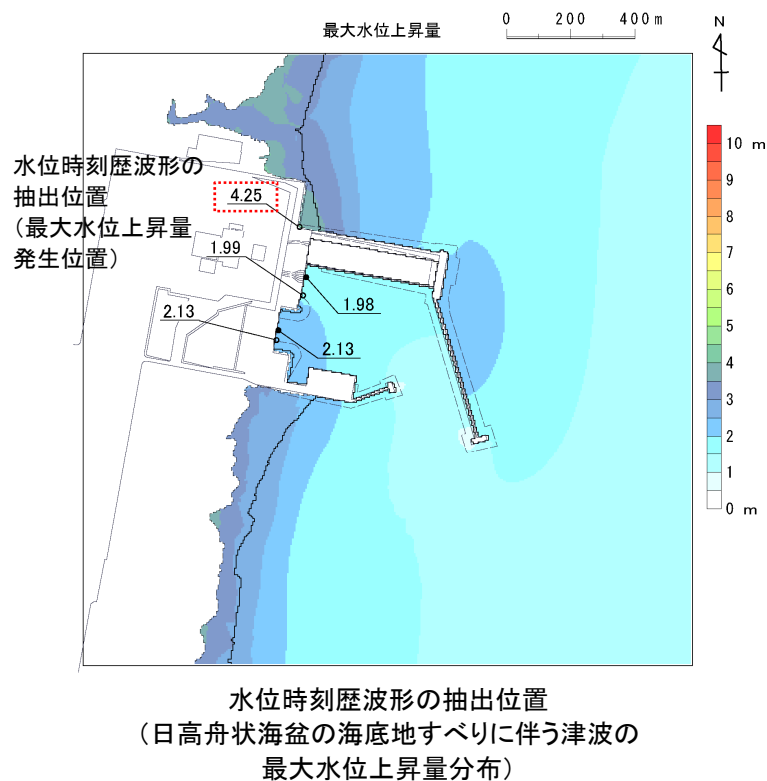 最大水位上昇量
0 200 400m
N
水位時刻歴波形の
抽出位置
(最大水位上昇量
発生位置)
4.25
1.99
1.98
2.13
2.13
10 m
9
8
7
6
5
4
3
2
1
0 m
水位時刻歴波形の抽出位置
(日高舟状海盆の海底地すべりに伴う津波の
最大水位上昇量分布)